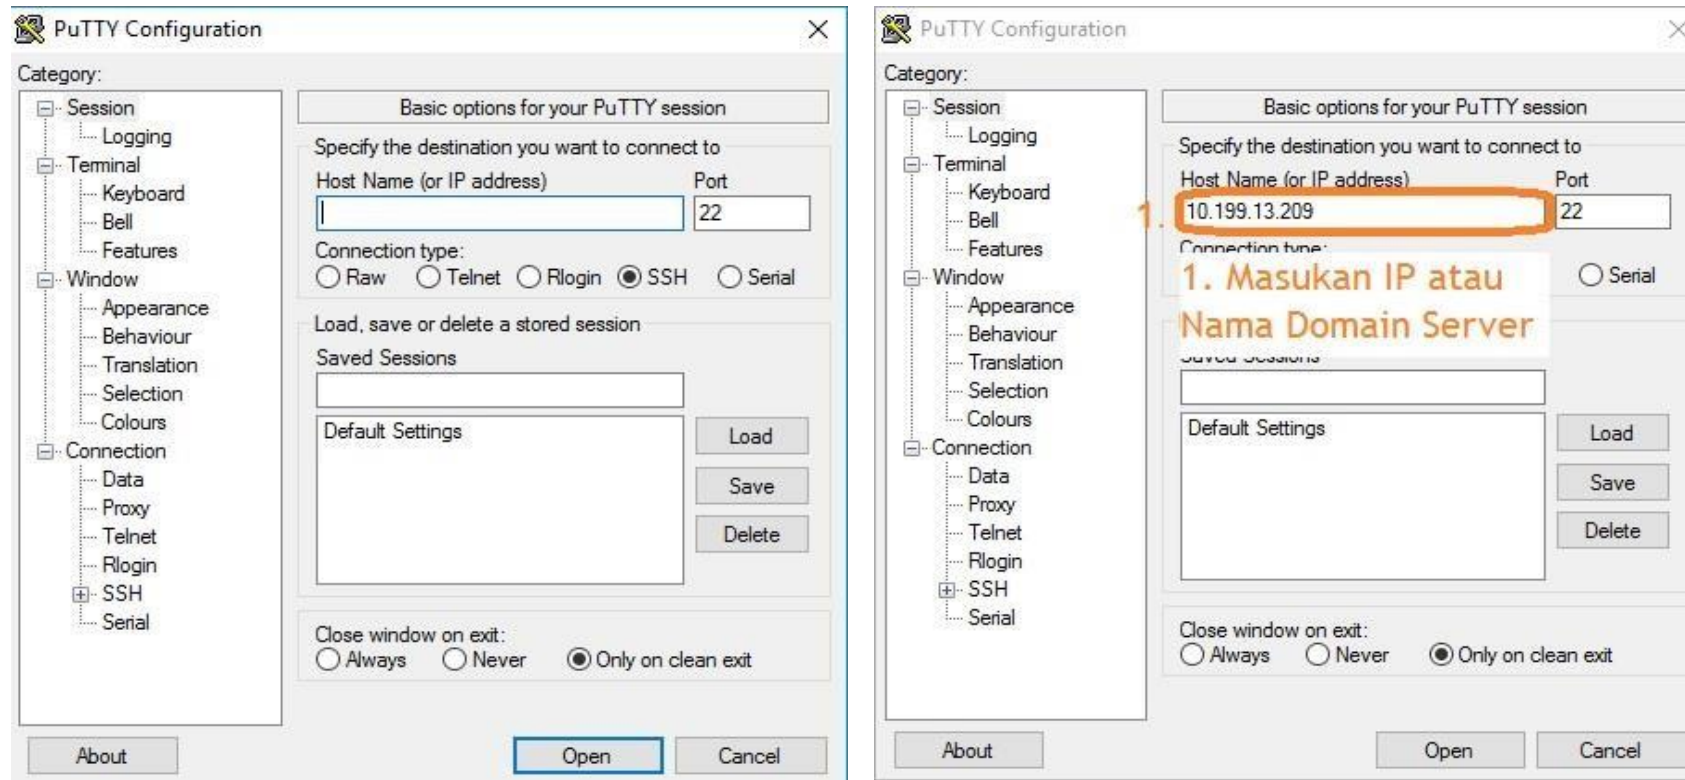 PuTTY Configuration
Category:
Session
Logging
Terminal
Keyboard
Bell
Features
Window
Appearance
Behaviour
Translation
Selection
Colours
Connection
Data
Proxy
Telnet
Rlogin
SSH
Serial
Basic options for your PuTTY session
Specify the destination you want to connect to
Host Name (or IP address) Port
22
Connection type:
Raw Telnet Rlogin SSH Serial
Load, save or delete a stored session
Saved Sessions
Default Settings
Load
Save
Delete
Close window on exit:
Always Never Only on clean exit
About Open Cancel
PuTTY Configuration
Category:
Session
Logging
Terminal
Keyboard
Bell
Features
Window
Appearance
Behaviour
Translation
Selection
Colours
Connection
Data
Proxy
Telnet
Rlogin
SSH
Serial
Basic options for your PuTTY session
Specify the destination you want to connect to
Host Name (or IP address) Port
1. 10.199.13.209 22
Connection type:
Serial
1. Masukan IP atau
Nama Domain Server
Saved Sessions
Default Settings
Load
Save
Delete
Close window on exit:
Always Never Only on clean exit
About Open Cancel